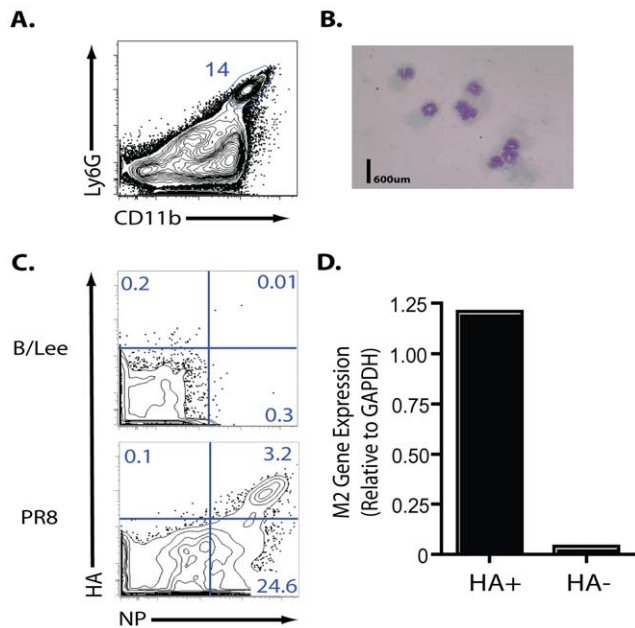 A.
14
Ly6G
CD11b
B.
600um
C.
B/Lee
0.2
0.01
0.3
PR8
0.1
3.2
24.6
HA
NP
D.
M2 Gene Expression
(Relative to GAPDH)
1.25
1.00
0.75
0.50
0.25
0
HA+
HA-